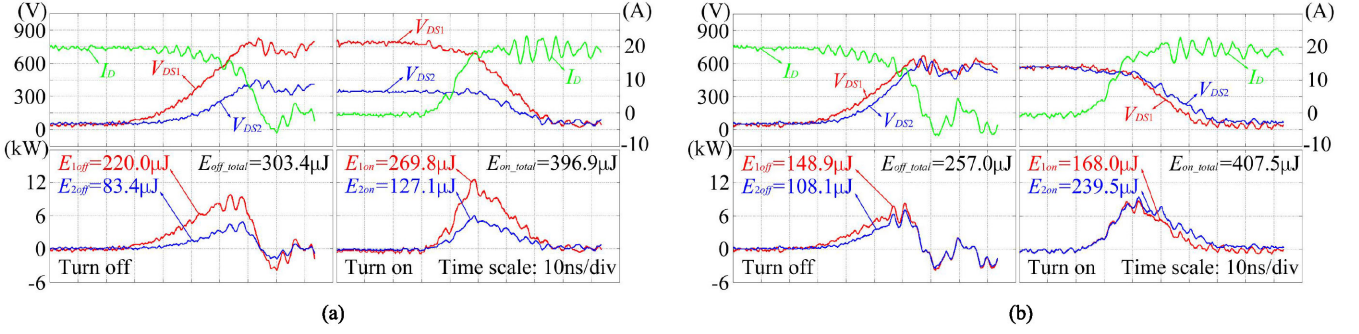 (V) (A) (V) (A)
900 V_DS1 20 900 20
600 I_D V_DS1 I_D 10 600 I_D V_DS1 I_D 10
300 V_DS2 V_DS2 0 300 V_DS2 V_DS1 V_DS2 0
0 -10 0 -10
(kW) E_1off=220.0μJ E_off_total=303.4μJ E_1on=269.8μJ E_on_total=396.9μJ (kW) E_1off=148.9μJ E_off_total=257.0μJ E_1on=168.0μJ E_on_total=407.5μJ
12 E_2off=83.4μJ E_2on=127.1μJ 12 E_2off=108.1μJ E_2on=239.5μJ
6 6
0 0
Turn off Turn on Time scale: 10ns/div Turn off Turn on Time scale: 10ns/div
-6 -6
(a) (b)